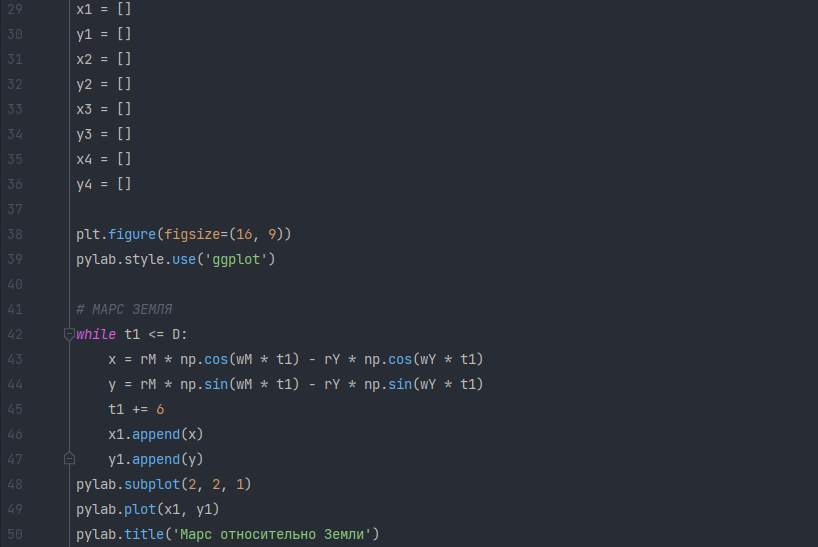 29 x1 = []
30 y1 = []
31 x2 = []
32 y2 = []
33 x3 = []
34 y3 = []
35 x4 = []
36 y4 = []
37
38 plt.figure(figsize=(16, 9))
39 pylab.style.use('ggplot')
40
41 # МАРС ЗЕМЛЯ
42 while t1 <= D:
43     x = rM * np.cos(wM * t1) - rY * np.cos(wY * t1)
44     y = rM * np.sin(wM * t1) - rY * np.sin(wY * t1)
45     t1 += 6
46     x1.append(x)
47     y1.append(y)
48 pylab.subplot(2, 2, 1)
49 pylab.plot(x1, y1)
50 pylab.title('Марс относительно Земли')